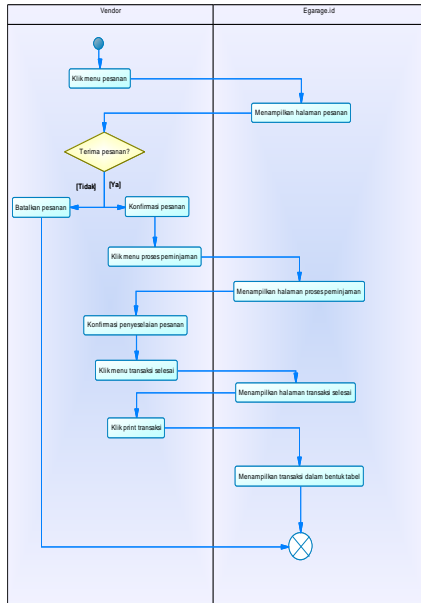 Vendor
Egarage.id
Klik menu pesanan
Menampilkan halaman pesanan
Terima pesanan?
[Tidak]
[Ya]
Batalkan pesanan
Konfirmasi pesanan
Klik menu proses peminjaman
Menampilkan halaman proses peminjaman
Konfirmasi penyeselaian pesanan
Klik menu transaksi selesai
Menampilkan halaman transaksi selesai
Klik print transaksi
Menampilkan transaksi dalam bentuk tabel